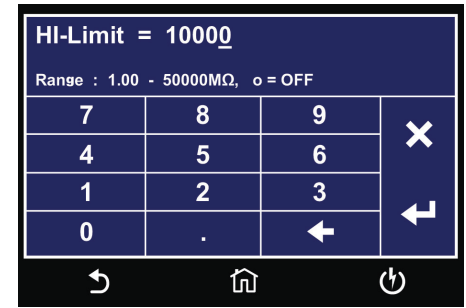 HI-Limit = 10000
Range : 1.00 - 50000MΩ, o = OFF
7 8 9
4 5 6
1 2 3
0 .